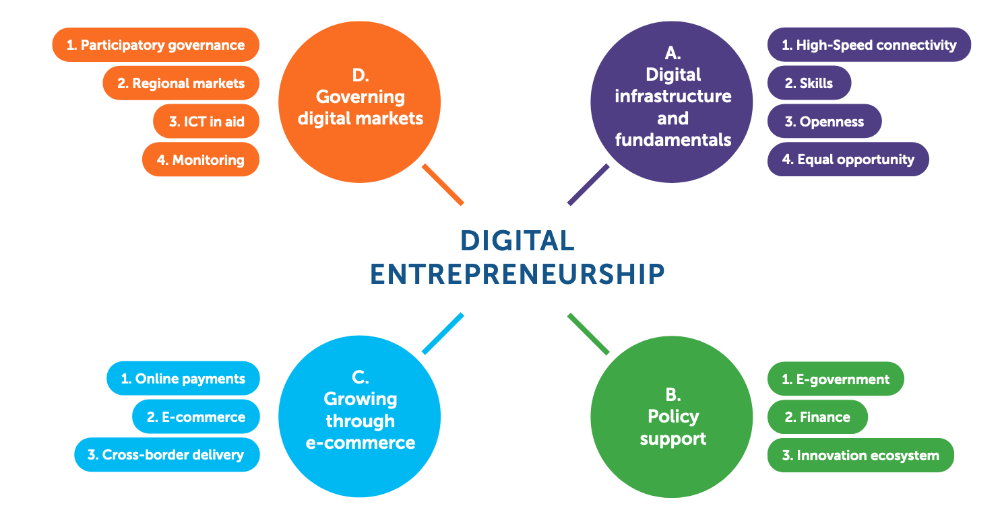 DIGITAL
ENTREPRENEURSHIP
A.
Digital
infrastructure
and
fundamentals
1. High-Speed connectivity
2. Skills
3. Openness
4. Equal opportunity
B.
Policy
support
1. E-government
2. Finance
3. Innovation ecosystem
C.
Growing
through
e-commerce
1. Online payments
2. E-commerce
3. Cross-border delivery
D.
Governing
digital markets
1. Participatory governance
2. Regional markets
3. ICT in aid
4. Monitoring